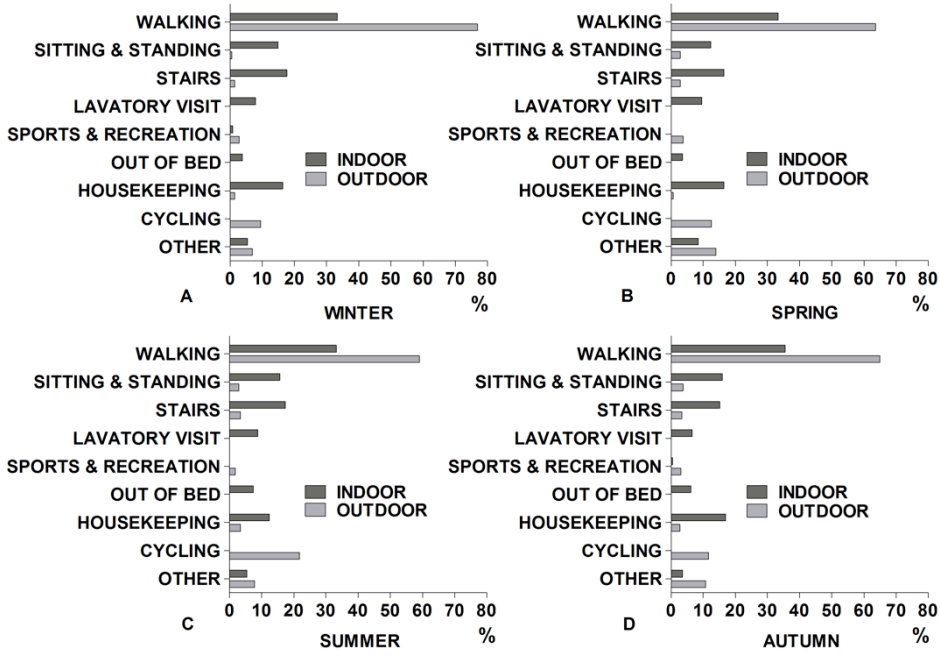 WALKING
SITTING & STANDING
STAIRS
LAVATORY VISIT
SPORTS & RECREATION
OUT OF BED
HOUSEKEEPING
CYCLING
OTHER
INDOOR
OUTDOOR
0 10 20 30 40 50 60 70 80
A
%
WINTER
WALKING
SITTING & STANDING
STAIRS
LAVATORY VISIT
SPORTS & RECREATION
OUT OF BED
HOUSEKEEPING
CYCLING
OTHER
INDOOR
OUTDOOR
0 10 20 30 40 50 60 70 80
B
%
SPRING
WALKING
SITTING & STANDING
STAIRS
LAVATORY VISIT
SPORTS & RECREATION
OUT OF BED
HOUSEKEEPING
CYCLING
OTHER
INDOOR
OUTDOOR
0 10 20 30 40 50 60 70 80
C
%
SUMMER
WALKING
SITTING & STANDING
STAIRS
LAVATORY VISIT
SPORTS & RECREATION
OUT OF BED
HOUSEKEEPING
CYCLING
OTHER
INDOOR
OUTDOOR
0 10 20 30 40 50 60 70 80
D
%
AUTUMN